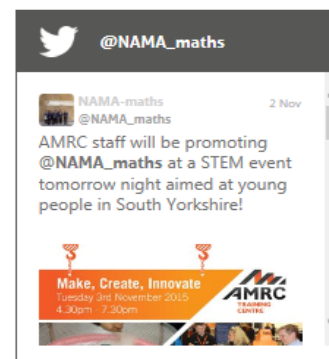 @NAMA_maths
NAMA-maths 2 Nov
@NAMA_maths
AMRC staff will be promoting
@NAMA_maths at a STEM event
tomorrow night aimed at young
people in South Yorkshire!
Make, Create, Innovate
Tuesday 3rd November 2015
4.30pm - 7.30pm
AMRC
TRAINING
CENTRE